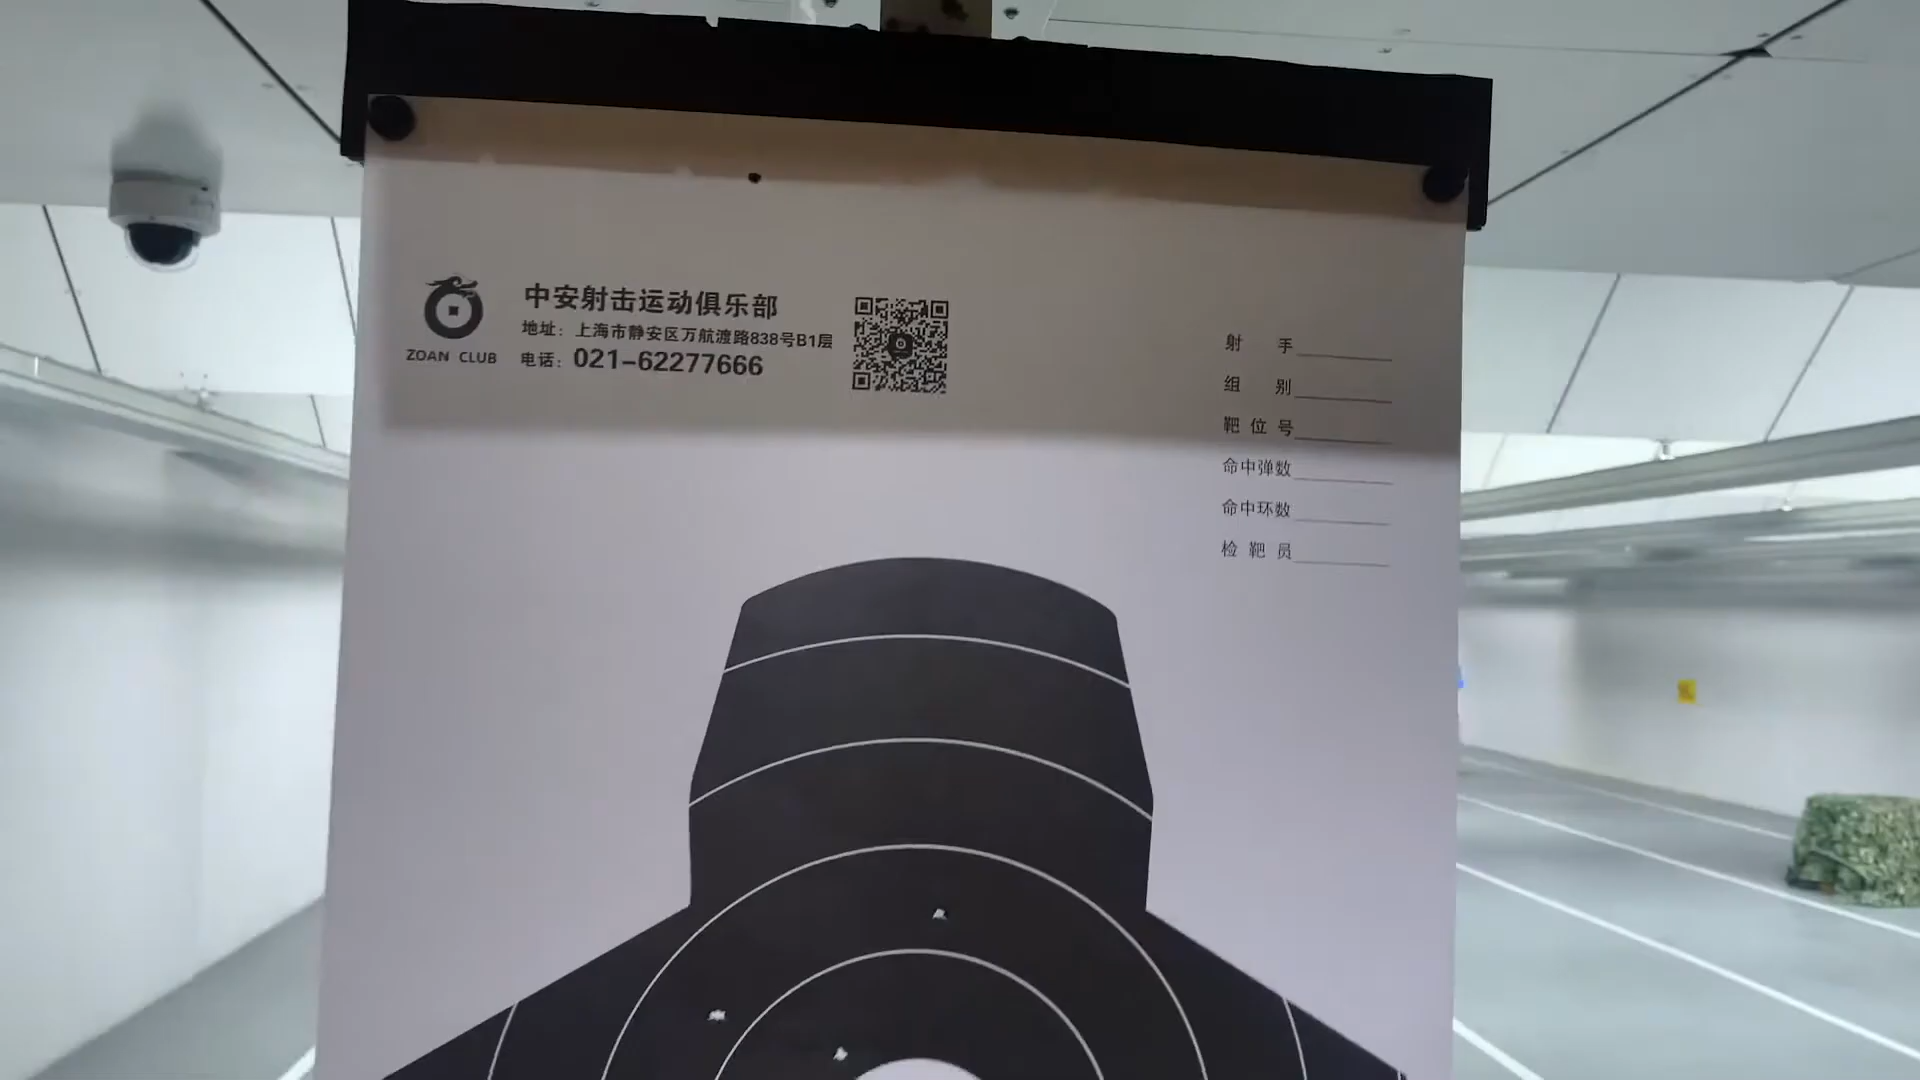 中安射击运动俱乐部
地址：上海市静安区万航渡路838号B1层
ZOAN CLUB
电话：021-62277666
射 手
组 别
靶 位 号
命中弹数
命中环数
检 靶 员